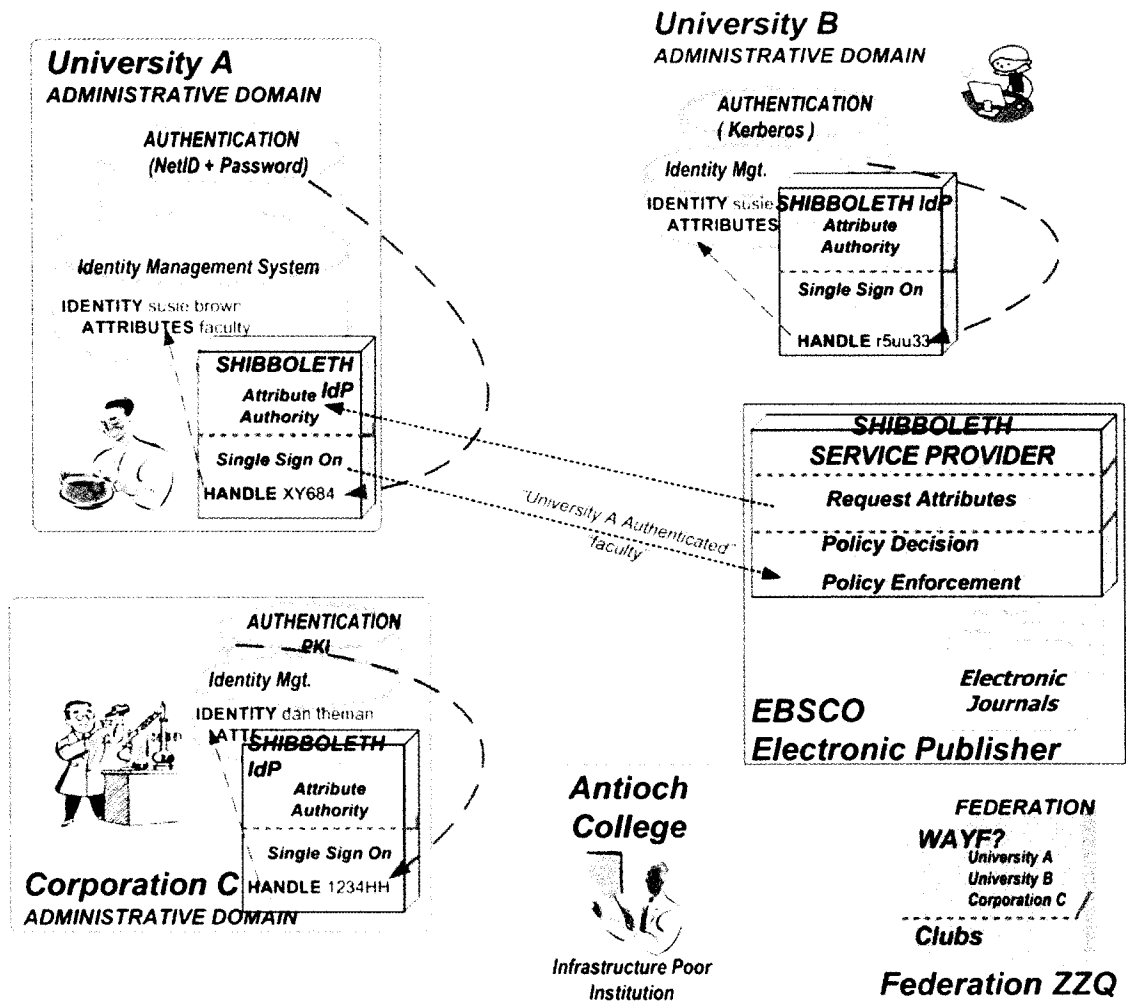 University A
ADMINISTRATIVE DOMAIN
AUTHENTICATION
(NetID + Password)
Identity Management System
IDENTITY susie brown
ATTRIBUTES faculty
SHIBBOLETH
IdP
Attribute
Authority
Single Sign On
HANDLE XY684
University B
ADMINISTRATIVE DOMAIN
AUTHENTICATION
( Kerberos )
Identity Mgt.
IDENTITY susie
ATTRIBUTES
SHIBBOLETH IdP
Attribute
Authority
Single Sign On
HANDLE r5uu33
"University A Authenticated"
"faculty"
SHIBBOLETH
SERVICE PROVIDER
Request Attributes
Policy Decision
Policy Enforcement
Electronic
Journals
EBSCO
Electronic Publisher
AUTHENTICATION
PKI
Identity Mgt.
IDENTITY dan theman
SHIBBOLETH
IdP
Attribute
Authority
Single Sign On
HANDLE 1234HH
Corporation C
ADMINISTRATIVE DOMAIN
Antioch
College
Infrastructure Poor
Institution
FEDERATION
WAYF?
University A
University B
Corporation C
Clubs
Federation ZZQ